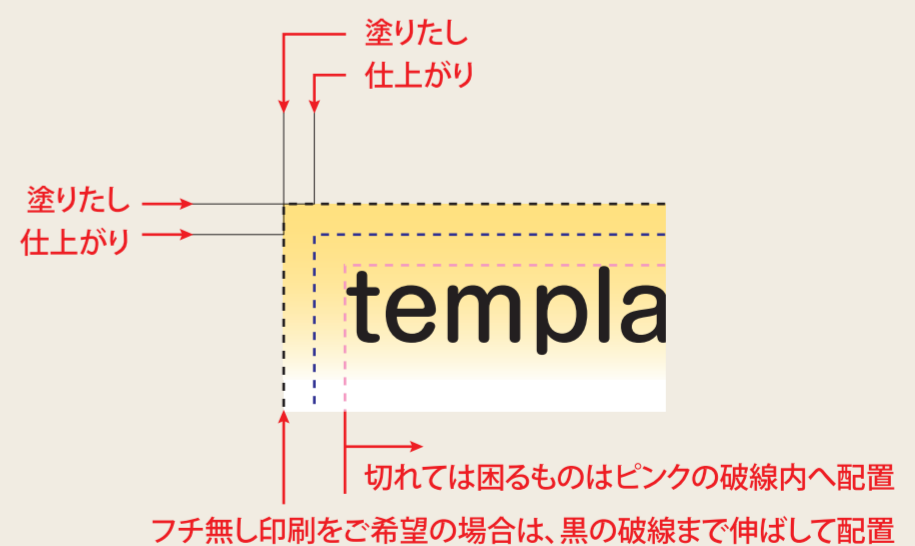 塗りたし
仕上がり
塗りたし
仕上がり
templa
切れては困るものはピンクの破線内へ配置
フチ無し印刷をご希望の場合は、黒の破線まで伸ばして配置